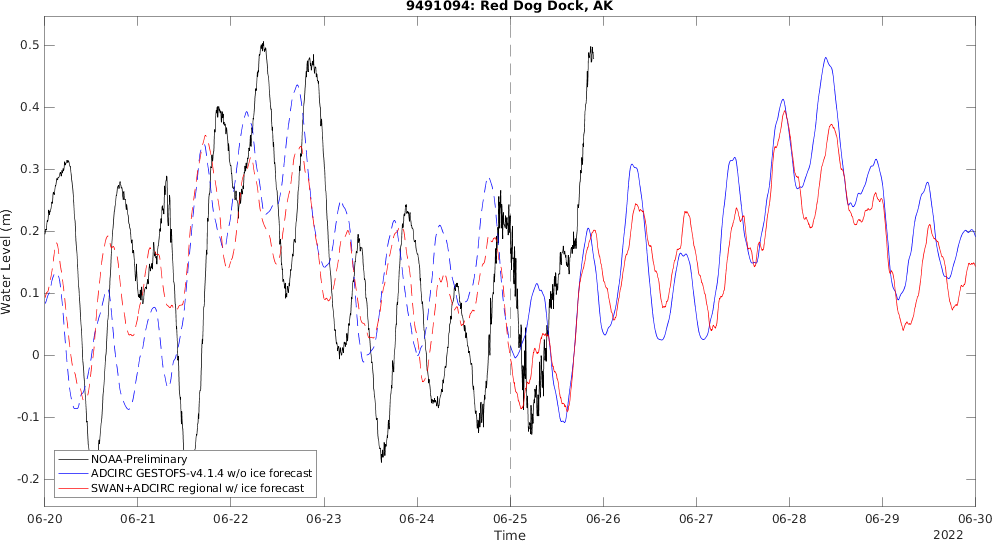 9491094: Red Dog Dock, AK
Water Level (m)
0.5
0.4
0.3
0.2
0.1
0
-0.1
-0.2
NOAA-Preliminary
ADCIRC GESTOFS-v4.1.4 w/o ice forecast
SWAN+ADCIRC regional w/ ice forecast
06-20 06-21 06-22 06-23 06-24 06-25 06-26 06-27 06-28 06-29 06-30
Time
2022